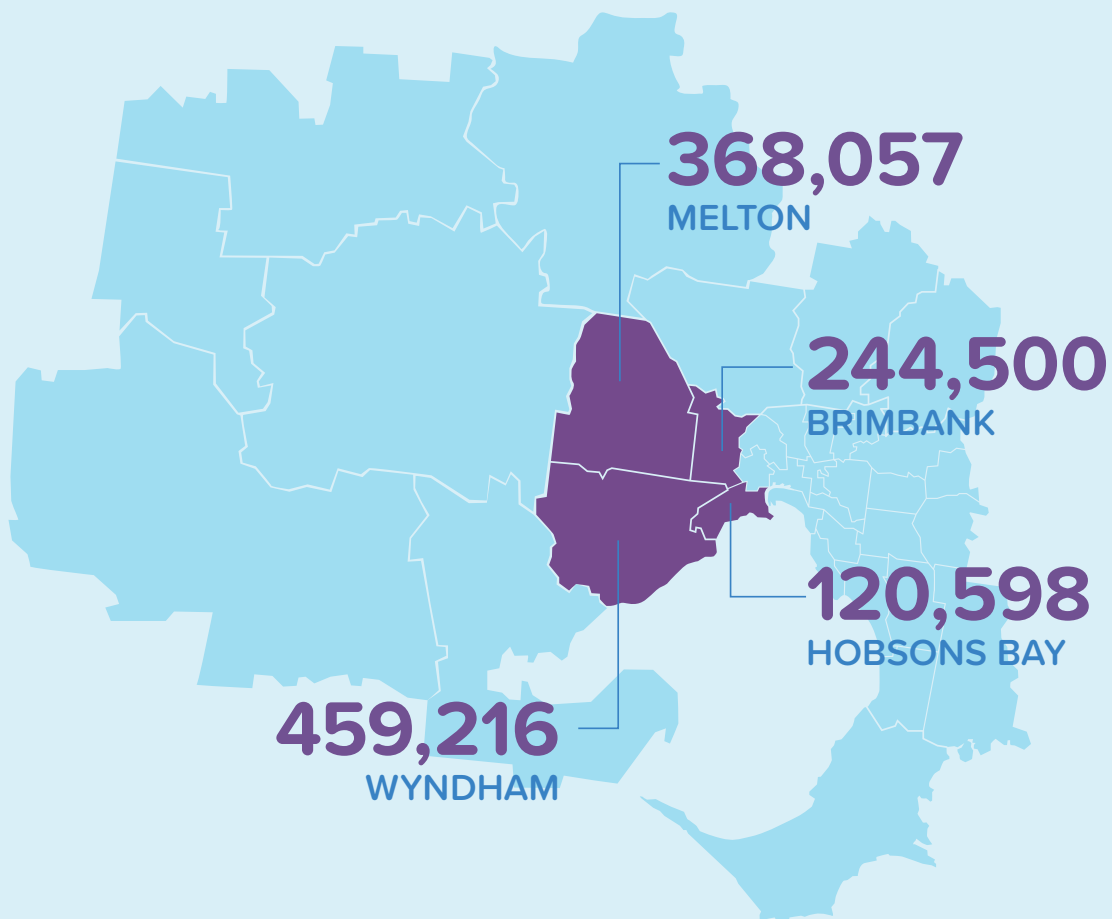 368,057
MELTON
244,500
BRIMBANK
120,598
HOBSONS BAY
459,216
WYNDHAM